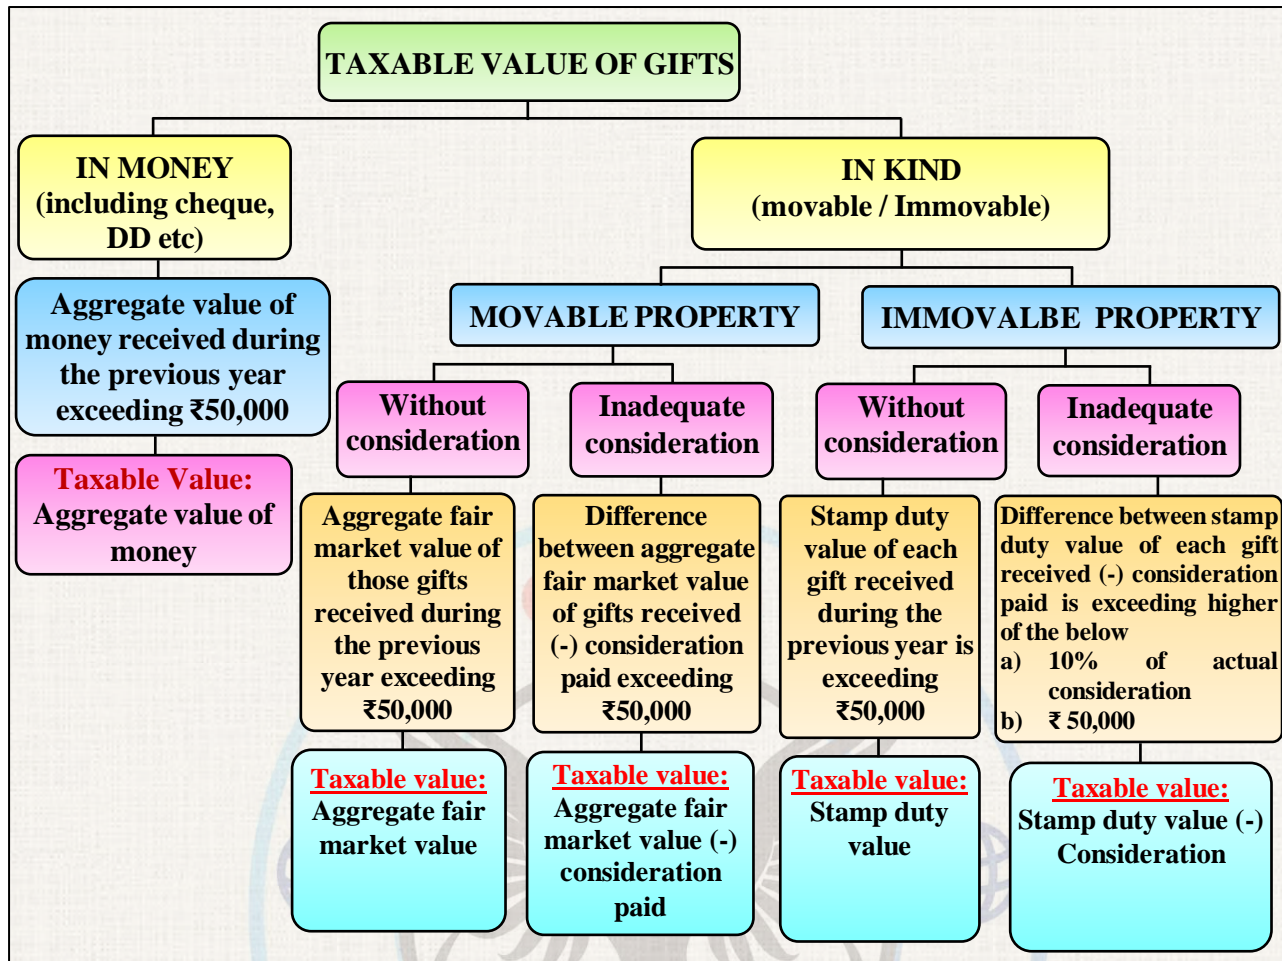 TAXABLE VALUE OF GIFTS
IN MONEY
(including cheque,
DD etc)
IN KIND
(movable / Immovable)
Aggregate value of
money received during
the previous year
exceeding ₹50,000
Taxable Value:
Aggregate value of
money
MOVABLE PROPERTY
IMMOVALBE PROPERTY
Without
consideration
Inadequate
consideration
Without
consideration
Inadequate
consideration
Aggregate fair
market value of
those gifts
received during
the previous
year exceeding
₹50,000
Difference
between aggregate
fair market value
of gifts received
(-) consideration
paid exceeding
₹50,000
Stamp duty
value of each
gift received
during the
previous year is
exceeding
₹50,000
Difference between stamp
duty value of each gift
received (-) consideration
paid is exceeding higher
of the below
a) 10% of actual
consideration
b) ₹ 50,000
Taxable value:
Aggregate fair
market value
Taxable value:
Aggregate fair
market value (-)
consideration
paid
Taxable value:
Stamp duty
value
Taxable value:
Stamp duty value (-)
Consideration